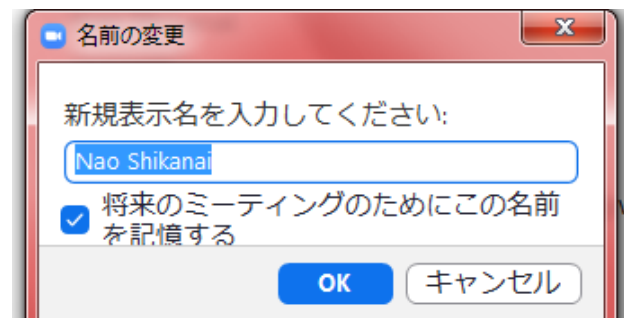 名前の変更
新規表示名を入力してください:
Nao Shikanai
将来のミーティングのためにこの名前
を記憶する
OK
キャンセル